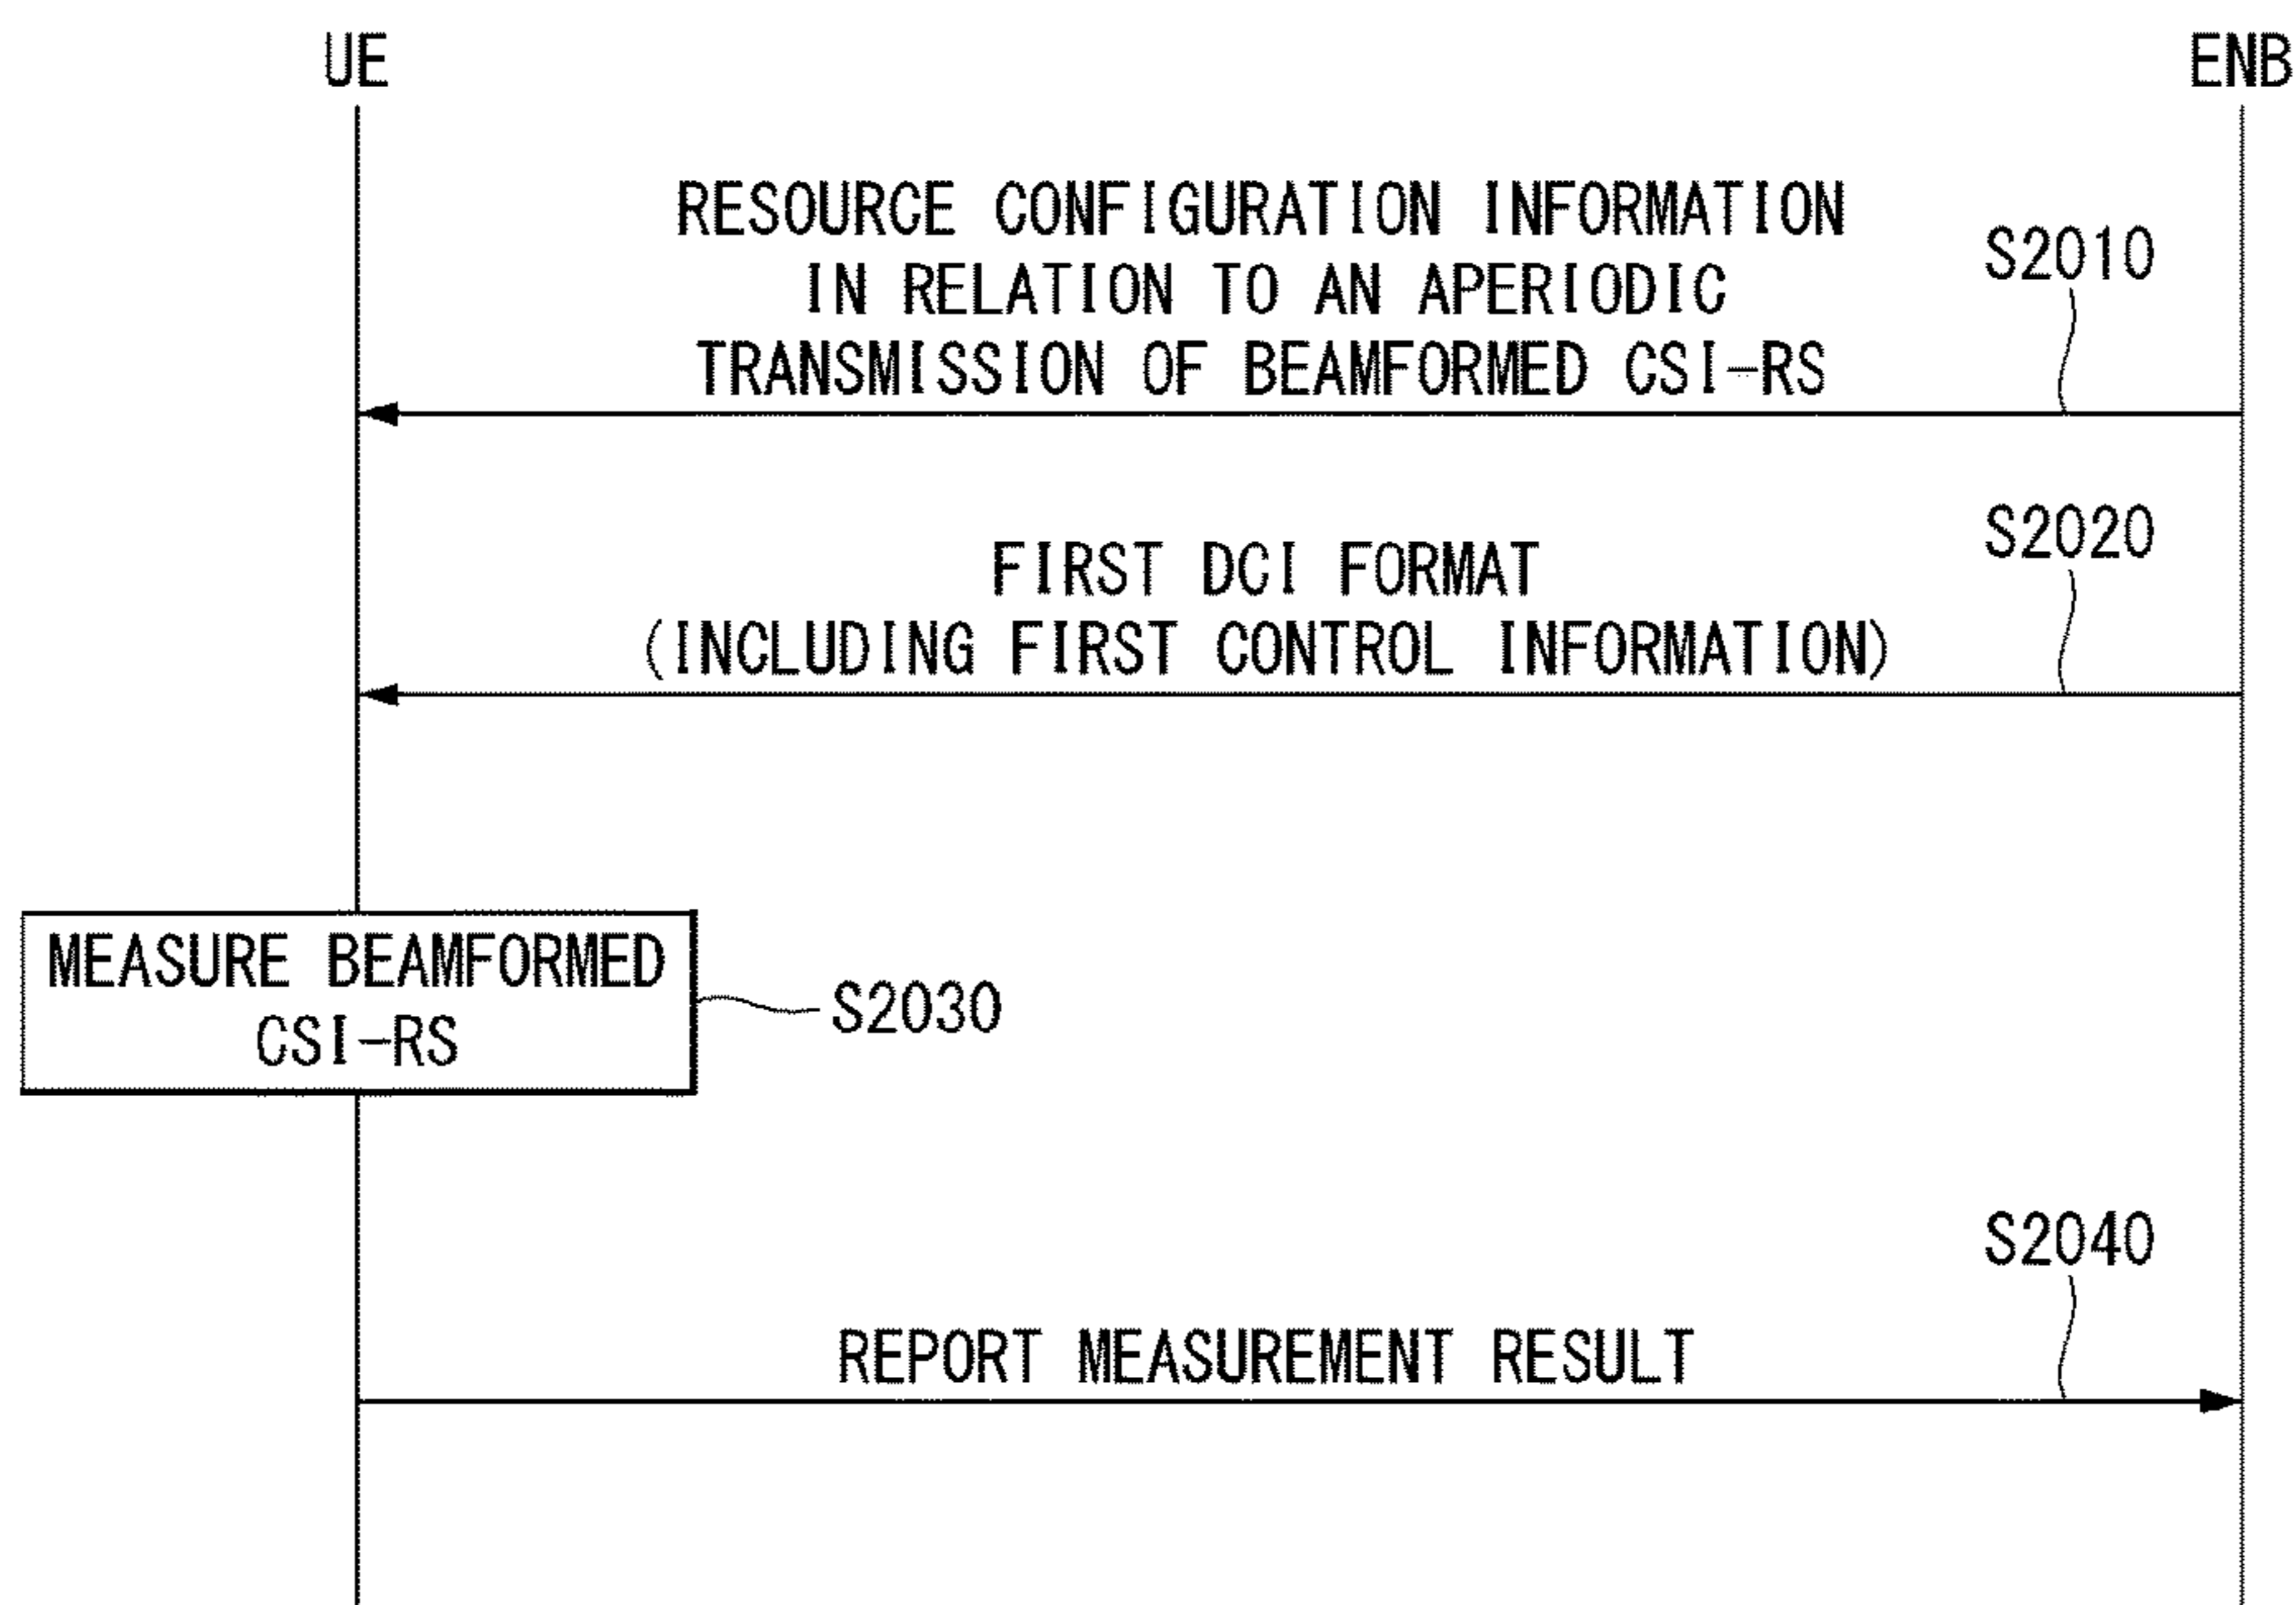 UE
ENB
RESOURCE CONFIGURATION INFORMATION
IN RELATION TO AN APERIODIC
TRANSMISSION OF BEAMFORMED CSI-RS
S2010
FIRST DCI FORMAT
(INCLUDING FIRST CONTROL INFORMATION)
S2020
MEASURE BEAMFORMED
CSI-RS
S2030
REPORT MEASUREMENT RESULT
S2040